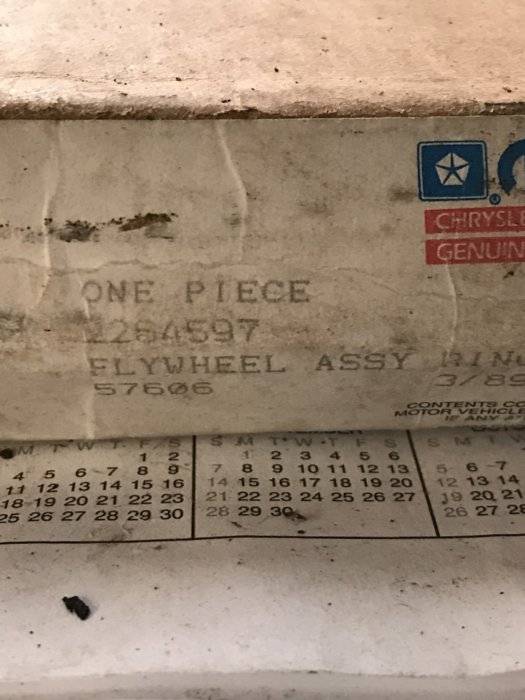 CHRYSL
GENUIN
ONE PIECE
2264597
FLYWHEEL ASSY RING
57606
3/89
CONTENTS CO
MOTOR VEHICLE
IF ANY A
M T W T F S
1 2
4 5 6 7 8 9
11 12 13 14 15 16
18 19 20 21 22 23
25 26 27 28 29 30
S M T W T F S
1 2 3 4 5 6
7 8 9 10 11 12 13
14 15 16 17 18 19 20
21 22 23 24 25 26 27
28 29 30
S M T W
5 6 7
12 13 14
19 20 21
26 27 28